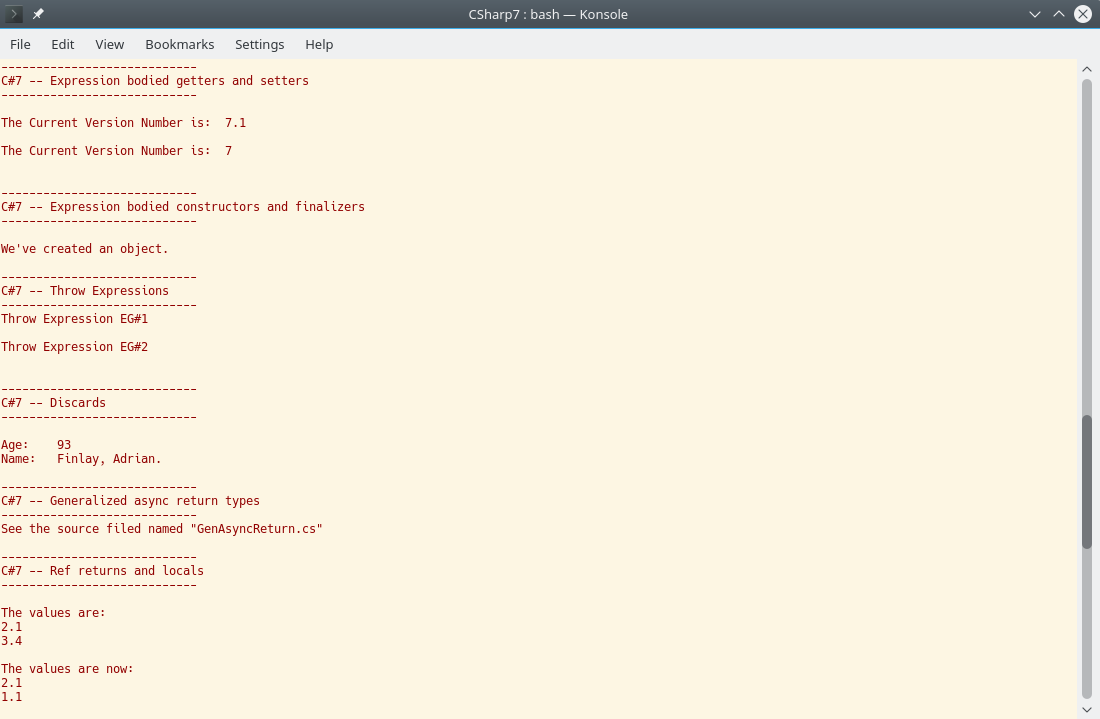 CSharp7 : bash — Konsole
File Edit View Bookmarks Settings Help
----------------------------
C#7 -- Expression bodied getters and setters
----------------------------
The Current Version Number is:  7.1
The Current Version Number is:  7
----------------------------
C#7 -- Expression bodied constructors and finalizers
----------------------------
We've created an object.
----------------------------
C#7 -- Throw Expressions
----------------------------
Throw Expression EG#1
Throw Expression EG#2
----------------------------
C#7 -- Discards
----------------------------
Age:    93
Name:   Finlay, Adrian.
----------------------------
C#7 -- Generalized async return types
----------------------------
See the source filed named "GenAsyncReturn.cs"
----------------------------
C#7 -- Ref returns and locals
----------------------------
The values are:
2.1
3.4
The values are now:
2.1
1.1